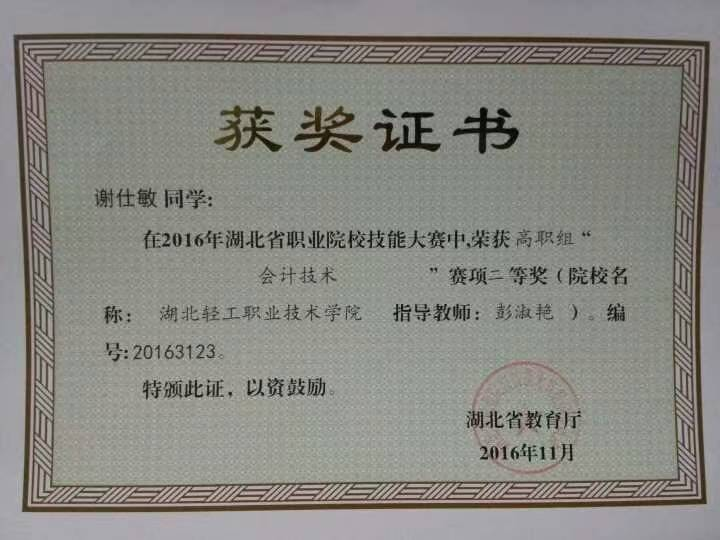 获奖证书
谢仕敏 同学:
在2016年湖北省职业院校技能大赛中,荣获 高职组“
会计技术 ”赛项二等奖（院校名
称： 湖北轻工职业技术学院 指导教师：彭淑艳 ）。编
号:20163123。
特颁此证，以资鼓励。
湖北省教育厅
2016年11月